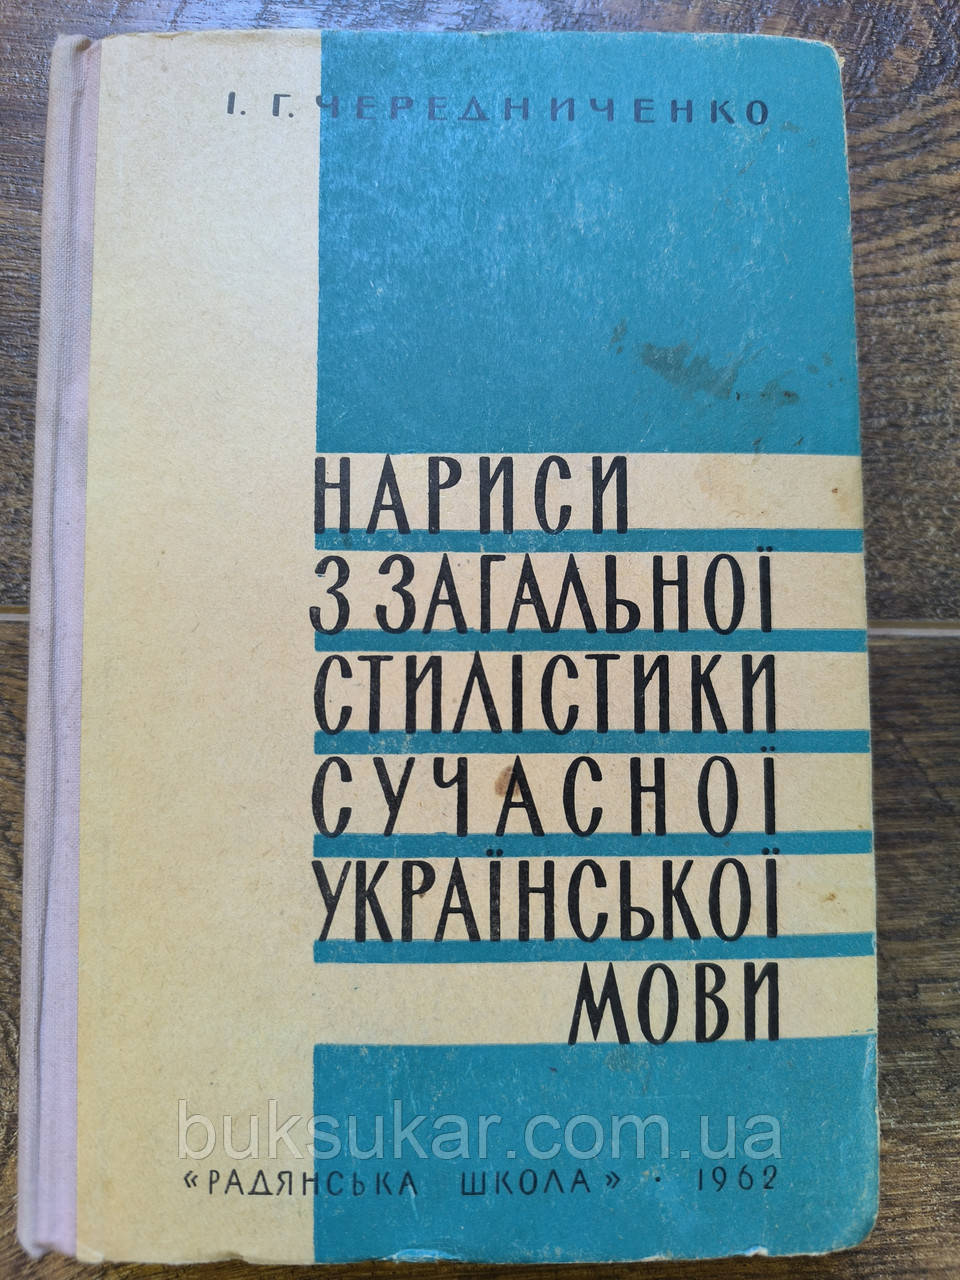 І. Г. ЧЕРЕДНИЧЕНКО
НАРИСИ
З ЗАГАЛЬНОЇ
СТИЛІСТИКИ
СУЧАСНОЇ
УКРАЇНСЬКОЇ
МОВИ
buksukar.com.ua
«РАДЯНСЬКА ШКОЛА» · 1962